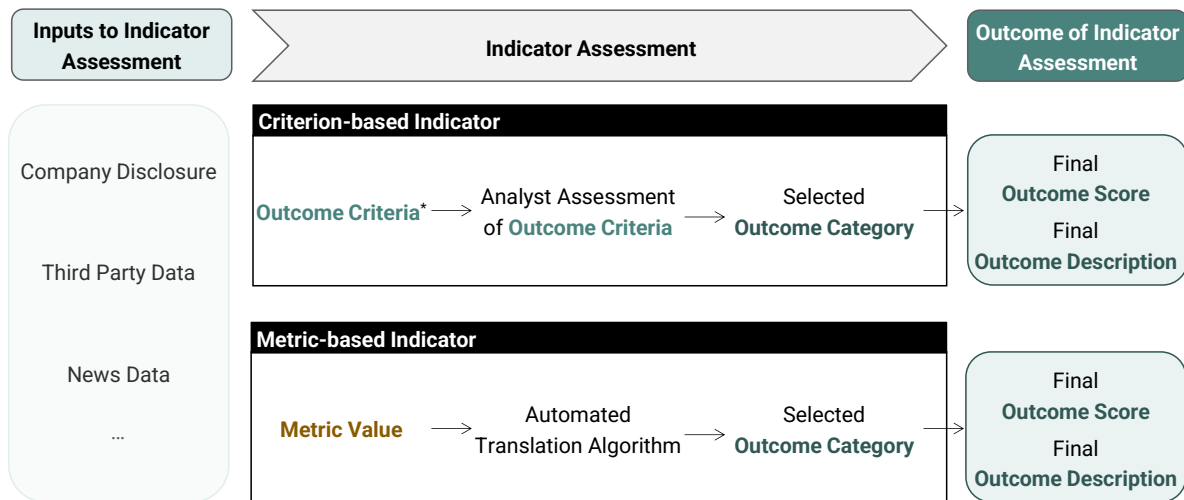 Inputs to Indicator
Assessment
Indicator Assessment
Outcome of Indicator
Assessment
Company Disclosure
Third Party Data
News Data
...
Criterion-based Indicator
Outcome Criteria*
Analyst Assessment
of Outcome Criteria
Selected
Outcome Category
Final
Outcome Score
Final
Outcome Description
Metric-based Indicator
Metric Value
Automated
Translation Algorithm
Selected
Outcome Category
Final
Outcome Score
Final
Outcome Description